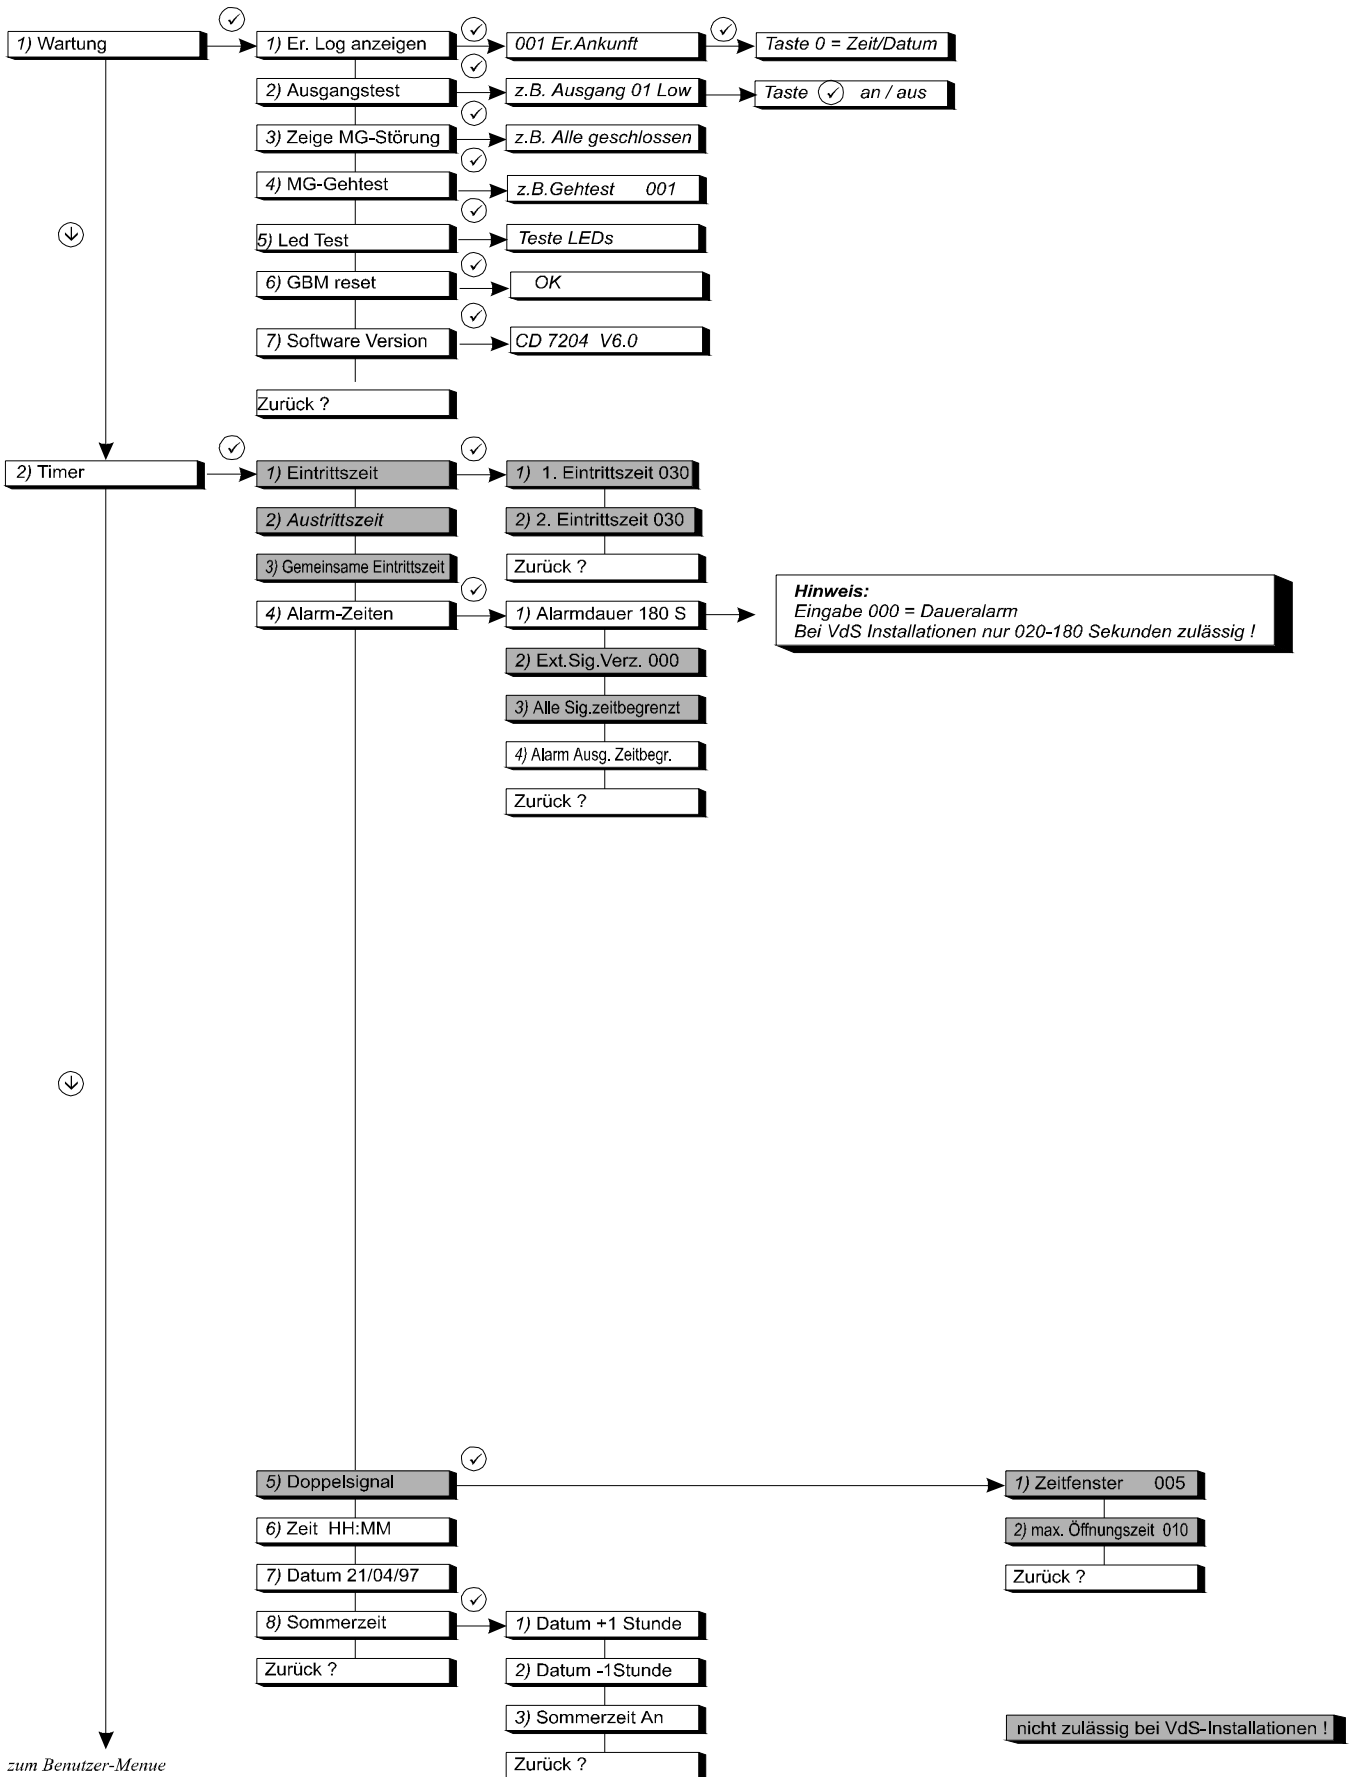 1) Wartung
1) Er. Log anzeigen
001 Er.Ankunft
Taste 0 = Zeit/Datum
2) Ausgangstest
z.B. Ausgang 01 Low
Taste ✓ an / aus
3) Zeige MG-Störung
z.B. Alle geschlossen
4) MG-Gehtest
z.B.Gehtest 001
5) Led Test
Teste LEDs
6) GBM reset
OK
7) Software Version
CD 7204 V6.0
Zurück ?
2) Timer
1) Eintrittszeit
1) 1. Eintrittszeit 030
2) Austrittszeit
2) 2. Eintrittszeit 030
3) Gemeinsame Eintrittszeit
Zurück ?
4) Alarm-Zeiten
1) Alarmdauer 180 S
Hinweis:
Eingabe 000 = Daueralarm
Bei VdS Installationen nur 020-180 Sekunden zulässig !
2) Ext.Sig.Verz. 000
3) Alle Sig.zeitbegrenzt
4) Alarm Ausg. Zeitbegr.
Zurück ?
5) Doppelsignal
1) Zeitfenster 005
6) Zeit HH:MM
2) max. Öffnungszeit 010
7) Datum 21/04/97
Zurück ?
8) Sommerzeit
1) Datum +1 Stunde
Zurück ?
2) Datum -1Stunde
3) Sommerzeit An
nicht zulässig bei VdS-Installationen !
zum Benutzer-Menue
Zurück ?